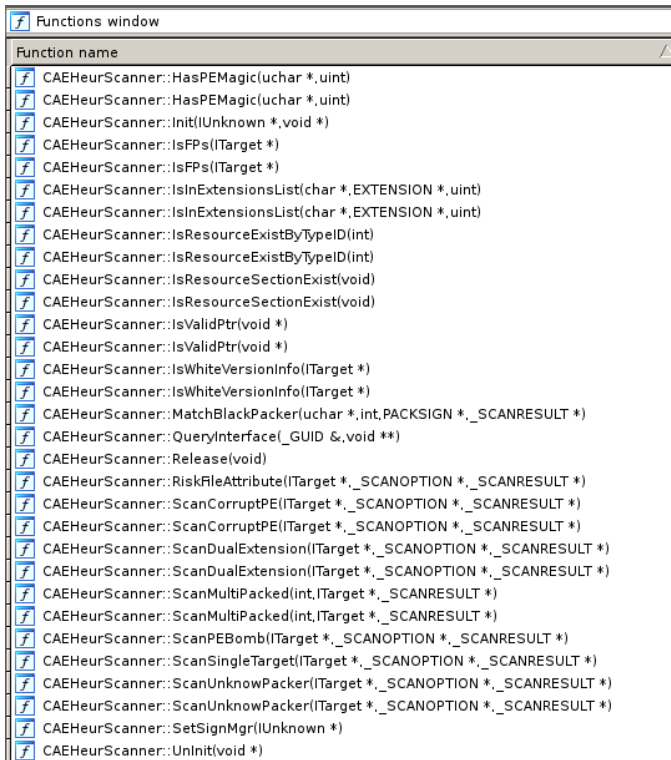 Functions window
Function name
CAEHeurScanner::HasPEMagic(uchar *,uint)
CAEHeurScanner::HasPEMagic(uchar *,uint)
CAEHeurScanner::Init(IUnknown *,void *)
CAEHeurScanner::IsFPs(ITarget *)
CAEHeurScanner::IsFPs(ITarget *)
CAEHeurScanner::IsInExtensionsList(char *,EXTENSION *,uint)
CAEHeurScanner::IsInExtensionsList(char *,EXTENSION *,uint)
CAEHeurScanner::IsResourceExistByTypeID(int)
CAEHeurScanner::IsResourceExistByTypeID(int)
CAEHeurScanner::IsResourceSectionExist(void)
CAEHeurScanner::IsResourceSectionExist(void)
CAEHeurScanner::IsValidPtr(void *)
CAEHeurScanner::IsValidPtr(void *)
CAEHeurScanner::IsWhiteVersionInfo(ITarget *)
CAEHeurScanner::IsWhiteVersionInfo(ITarget *)
CAEHeurScanner::MatchBlackPacker(uchar *,int,PACKSIGN *,_SCANRESULT *)
CAEHeurScanner::QueryInterface(_GUID &,void **)
CAEHeurScanner::Release(void)
CAEHeurScanner::RiskFileAttribute(ITarget *,_SCANOPTION *,_SCANRESULT *)
CAEHeurScanner::ScanCorruptPE(ITarget *,_SCANOPTION *,_SCANRESULT *)
CAEHeurScanner::ScanCorruptPE(ITarget *,_SCANOPTION *,_SCANRESULT *)
CAEHeurScanner::ScanDualExtension(ITarget *,_SCANOPTION *,_SCANRESULT *)
CAEHeurScanner::ScanDualExtension(ITarget *,_SCANOPTION *,_SCANRESULT *)
CAEHeurScanner::ScanMultiPacked(int,ITarget *,_SCANRESULT *)
CAEHeurScanner::ScanMultiPacked(int,ITarget *,_SCANRESULT *)
CAEHeurScanner::ScanPEBomb(ITarget *,_SCANOPTION *,_SCANRESULT *)
CAEHeurScanner::ScanSingleTarget(ITarget *,_SCANOPTION *,_SCANRESULT *)
CAEHeurScanner::ScanUnknowPacker(ITarget *,_SCANOPTION *,_SCANRESULT *)
CAEHeurScanner::ScanUnknowPacker(ITarget *,_SCANOPTION *,_SCANRESULT *)
CAEHeurScanner::SetSignMgr(IUnknown *)
CAEHeurScanner::UnInit(void *)